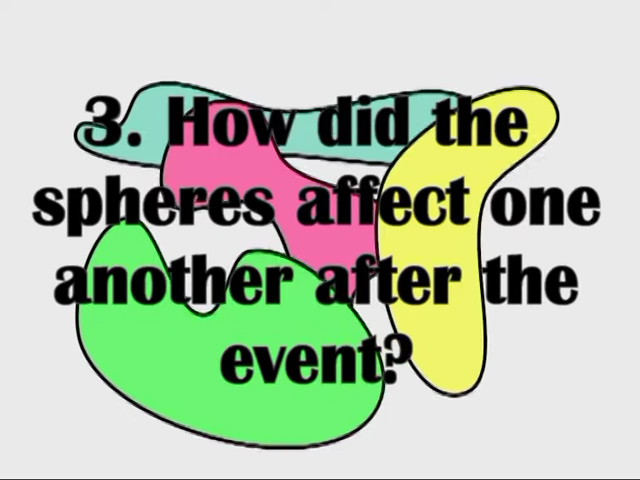 3. How did the
spheres affect one
another after the
event?